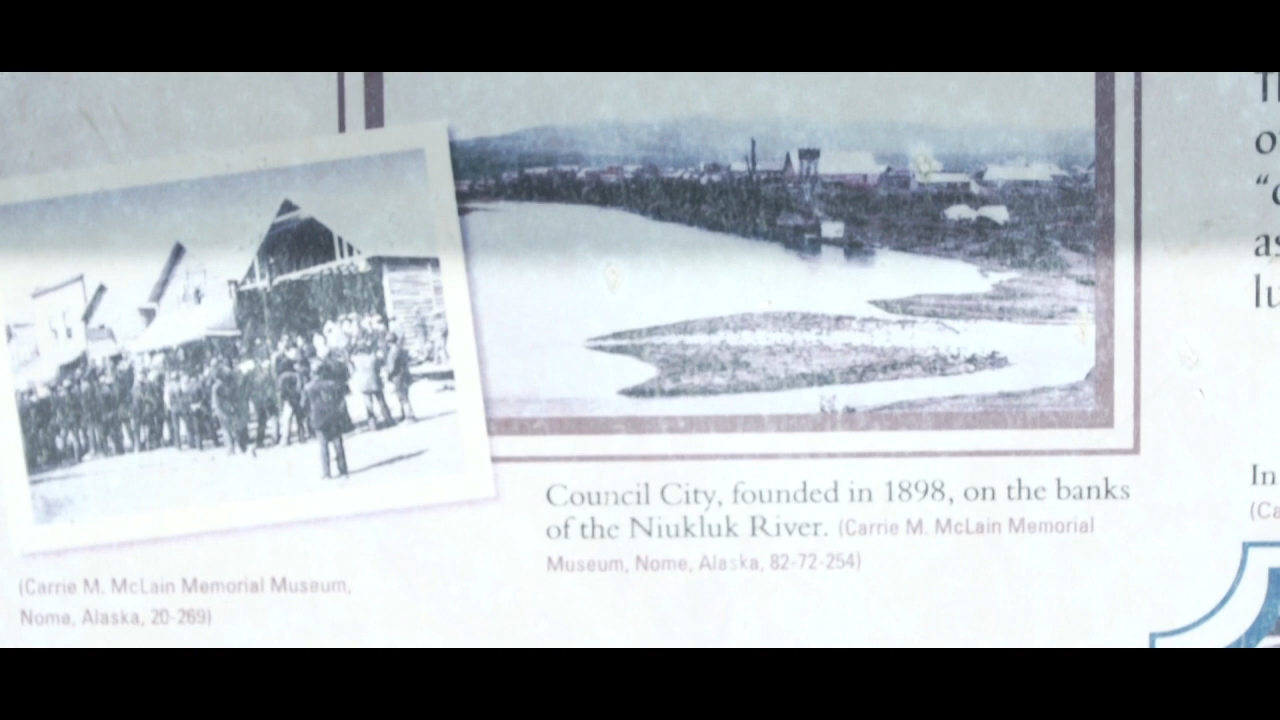 Council City, founded in 1898, on the banks
of the Niukluk River. (Carrie M. McLain Memorial
Museum, Nome, Alaska, 82-72-254)
(Carrie M. McLain Memorial Museum,
Nome, Alaska, 20-269)
In